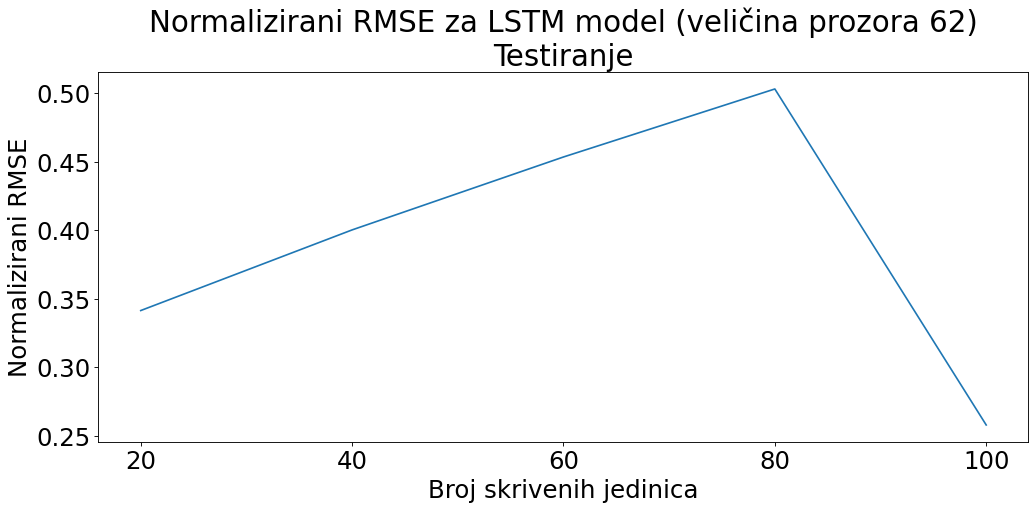 Normalizirani RMSE za LSTM model (veličina prozora 62)
Testiranje
Normalizirani RMSE
0.50
0.45
0.40
0.35
0.30
0.25
20 40 60 80 100
Broj skrivenih jedinica